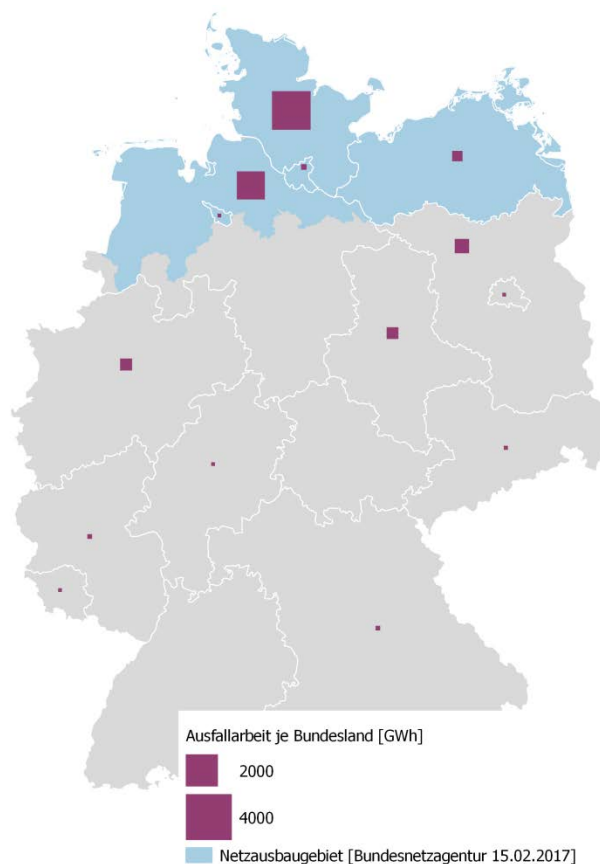 Ausfallarbeit je Bundesland [GWh]
2000
4000
Netzausbaugebiet [Bundesnetzagentur 15.02.2017]